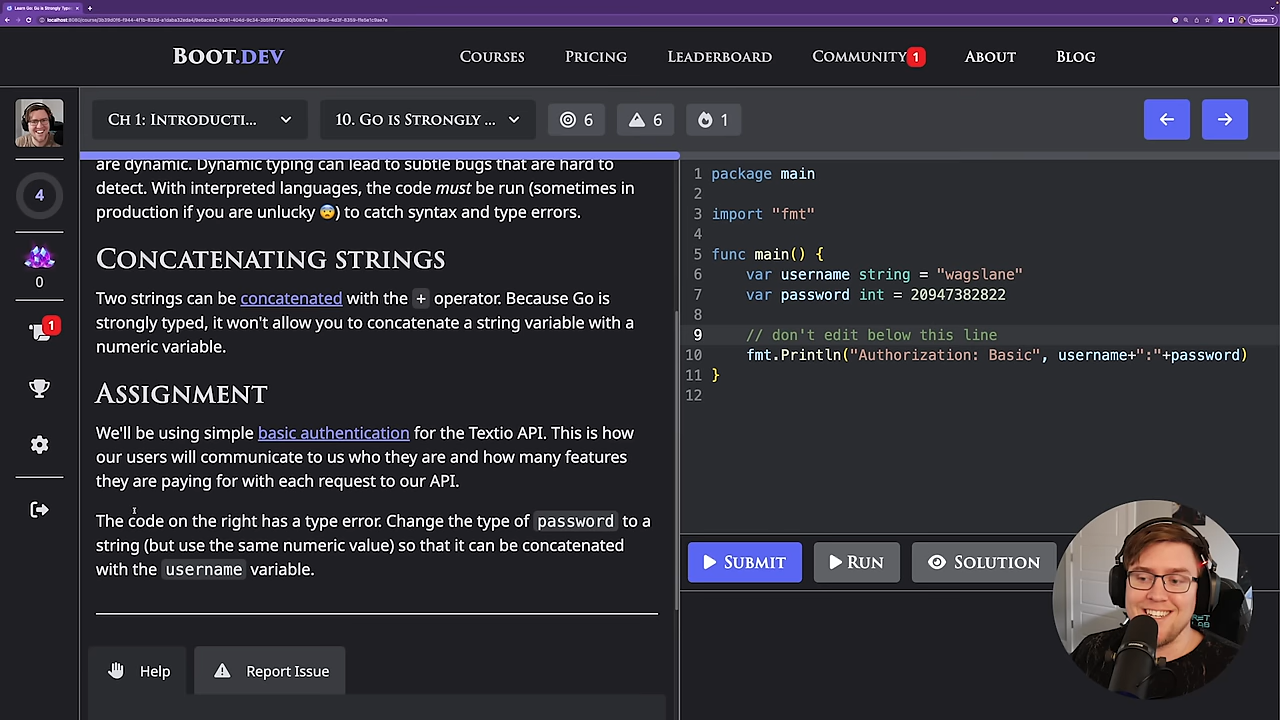 Learn Go: Go is Strongly Typed
Update
BOOT.DEV
COURSES
PRICING
LEADERBOARD
COMMUNITY 1
ABOUT
BLOG
CH 1: INTRODUCTI...
10. GO IS STRONGLY ...
6
6
1
4
0
1
are dynamic. Dynamic typing can lead to subtle bugs that are hard to
detect. With interpreted languages, the code must be run (sometimes in
production if you are unlucky 😨) to catch syntax and type errors.
CONCATENATING STRINGS
Two strings can be concatenated with the + operator. Because Go is
strongly typed, it won't allow you to concatenate a string variable with a
numeric variable.
ASSIGNMENT
We'll be using simple basic authentication for the Textio API. This is how
our users will communicate to us who they are and how many features
they are paying for with each request to our API.
The code on the right has a type error. Change the type of password to a
string (but use the same numeric value) so that it can be concatenated
with the username variable.
Help
Report Issue
1 package main
2
3 import "fmt"
4
5 func main() {
6     var username string = "wagslane"
7     var password int = 20947382822
8
9     // don't edit below this line
10     fmt.Println("Authorization: Basic", username+":"+password)
11 }
12
SUBMIT
RUN
SOLUTION